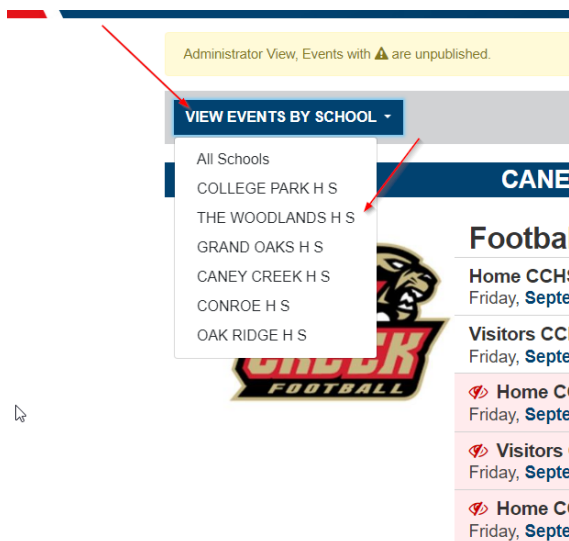 Administrator View, Events with are unpublished.
VIEW EVENTS BY SCHOOL
All Schools
COLLEGE PARK H S
THE WOODLANDS H S
GRAND OAKS H S
CANEY CREEK H S
CONROE H S
OAK RIDGE H S
CREEK
FOOTBALL
CANE
Footba
Home CCHS
Friday, Septe
Visitors CC
Friday, Septe
Home C
Friday, Septe
Visitors
Friday, Septe
Home C
Friday, Septe